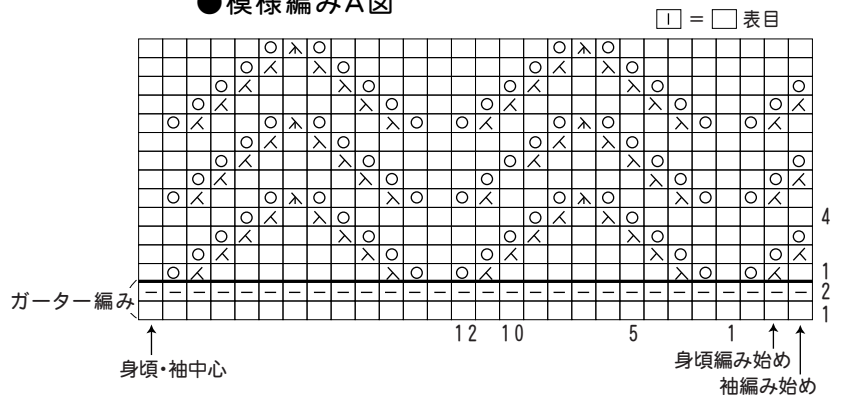 ●模様編みA図
| = 表目
4
1
ガーター編み
2
1
12 10 5 1
身頃・袖中心
身頃編み始め
袖編み始め